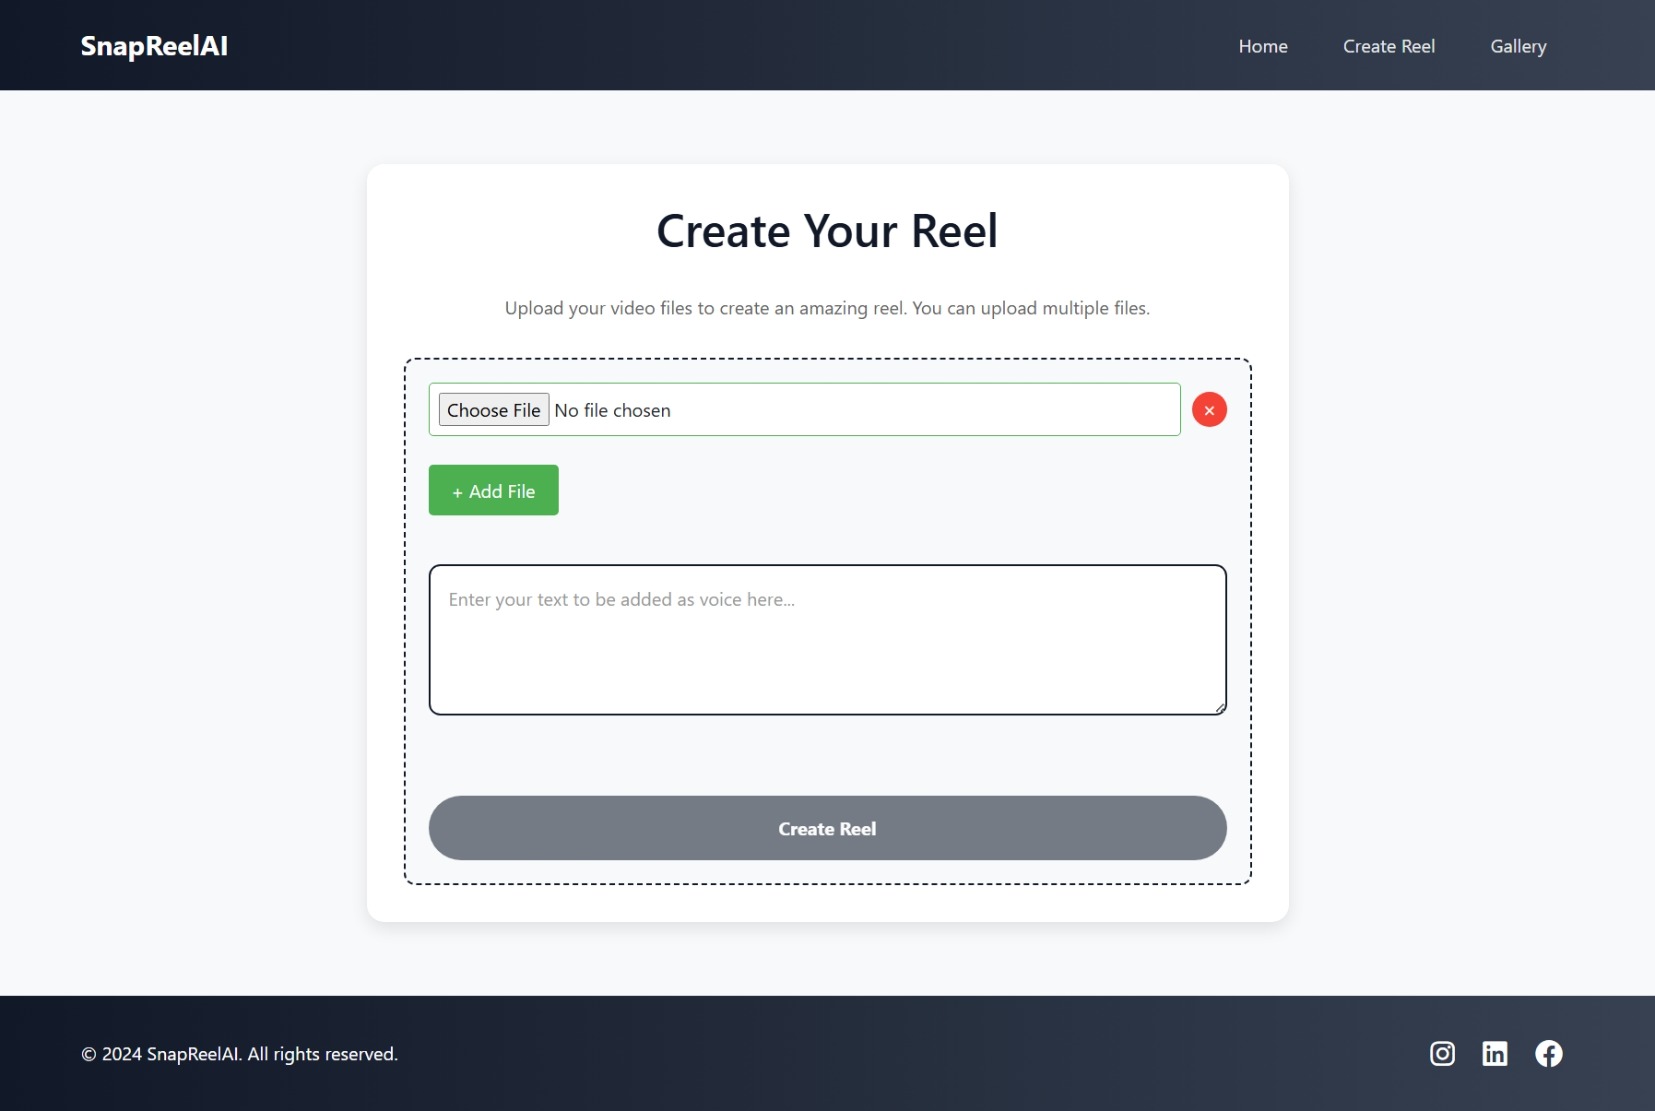 SnapReelAI
Home Create Reel Gallery
Create Your Reel
Upload your video files to create an amazing reel. You can upload multiple files.
Choose File No file chosen
×
+ Add File
Enter your text to be added as voice here...
Create Reel
© 2024 SnapReelAI. All rights reserved.